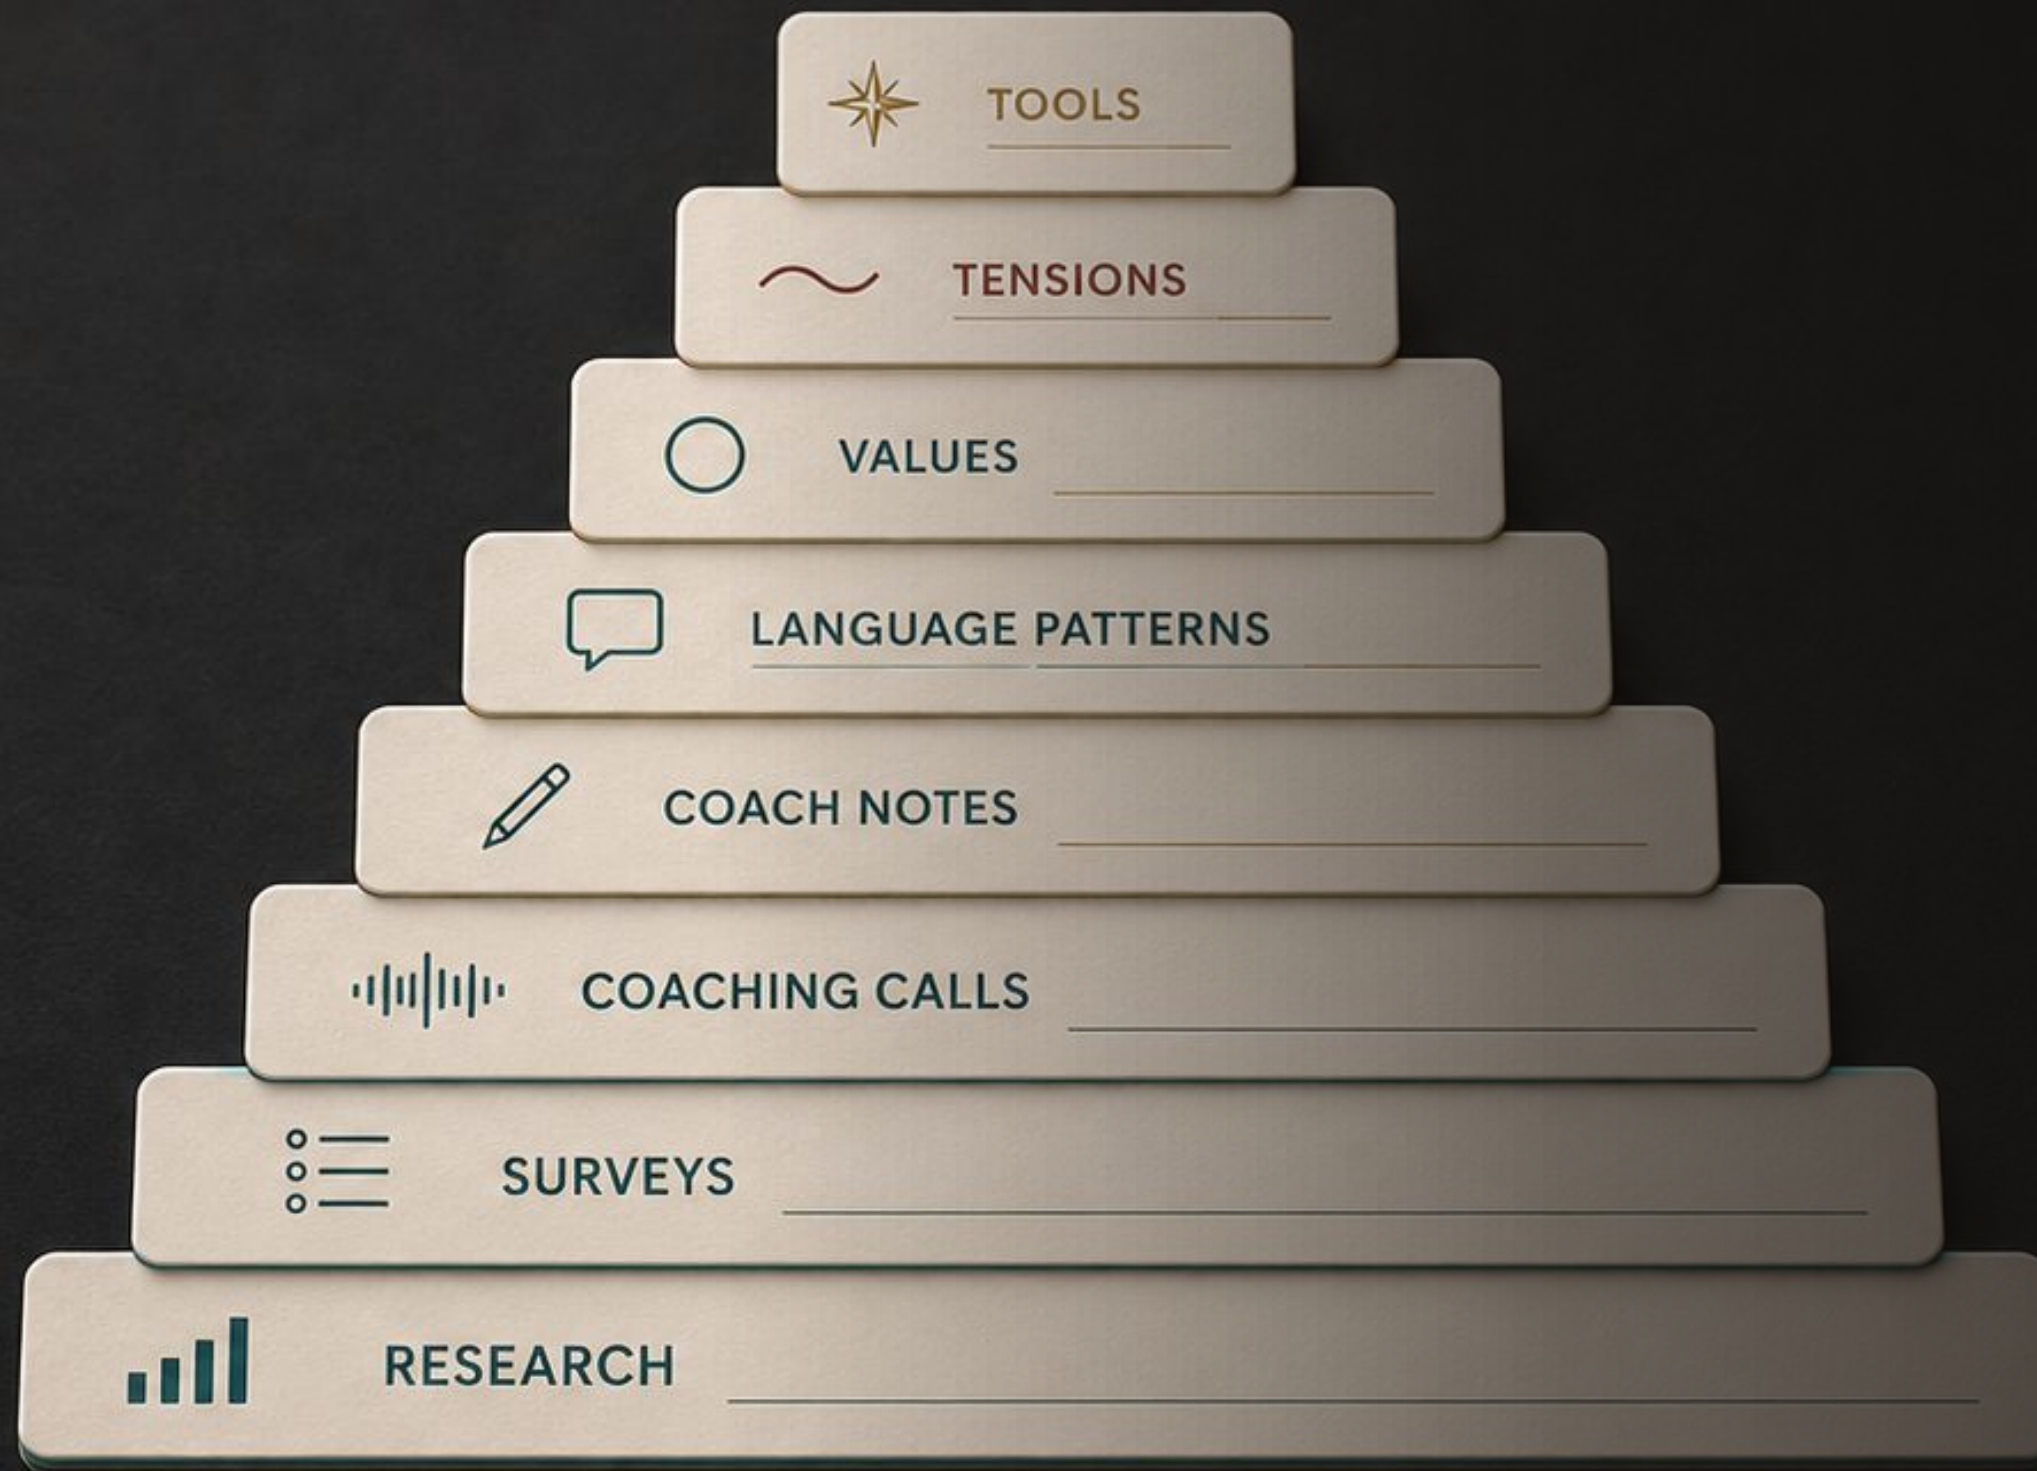 TOOLS
TENSIONS
VALUES
LANGUAGE PATTERNS
COACH NOTES
COACHING CALLS
SURVEYS
RESEARCH